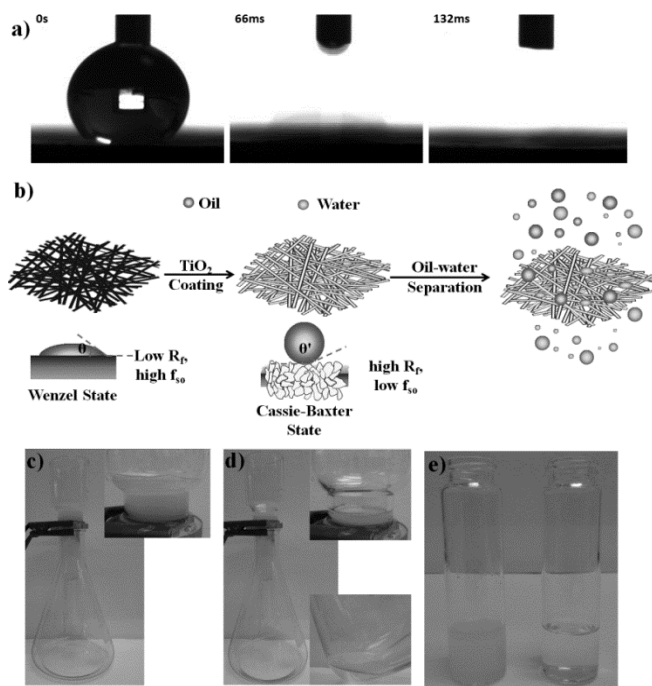 a)
0s
66ms
132ms
b)
Oil
Water
TiO₂
Coating
Oil-water
Separation
θ
Low Rf,
high fso
Wenzel State
θ'
high Rf,
low fso
Cassie-Baxter
State
c)
d)
e)